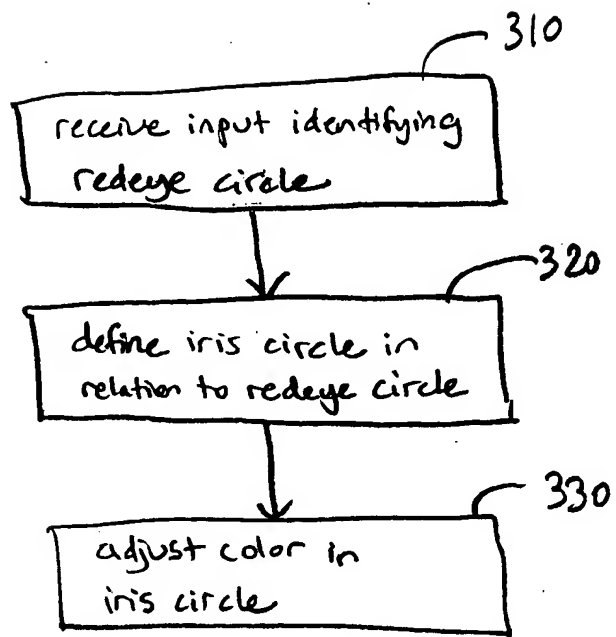 310
receive input identifying
redeye circle
320
define iris circle in
relation to redeye circle
330
adjust color in
iris circle